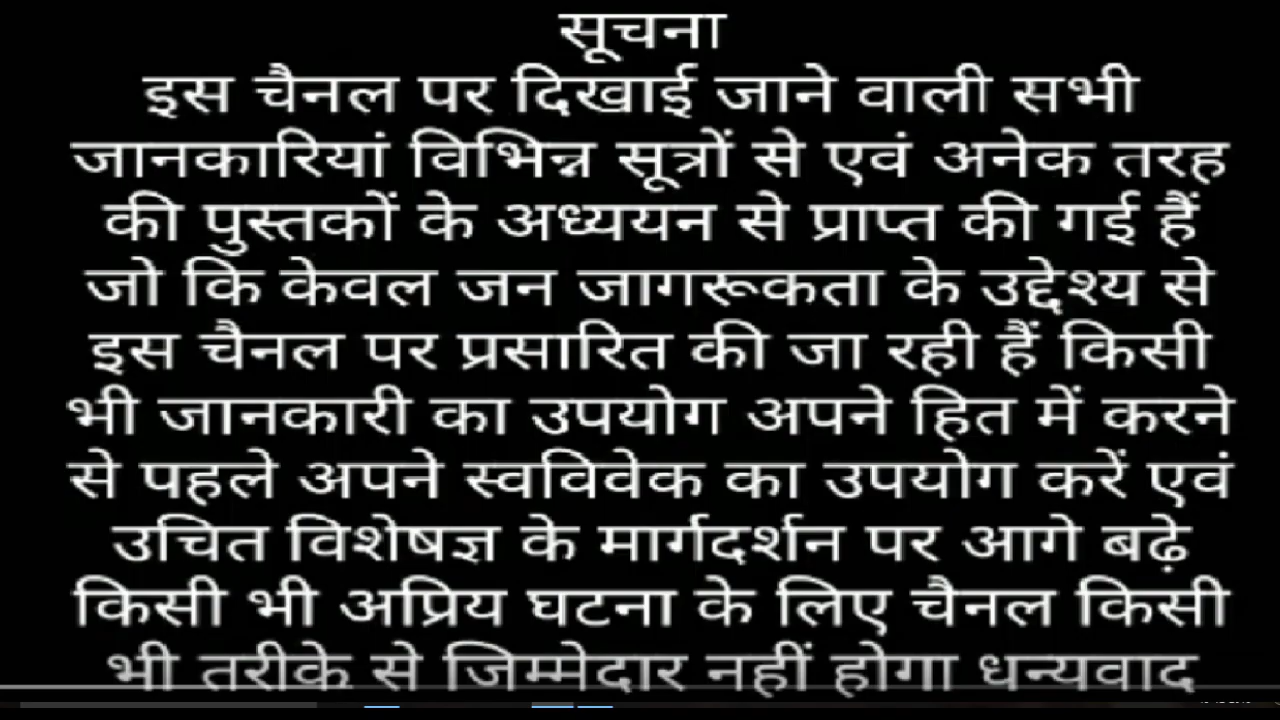 सूचना
इस चैनल पर दिखाई जाने वाली सभी
जानकारियां विभिन्न सूत्रों से एवं अनेक तरह
की पुस्तकों के अध्ययन से प्राप्त की गई हैं
जो कि केवल जन जागरूकता के उद्देश्य से
इस चैनल पर प्रसारित की जा रही हैं किसी
भी जानकारी का उपयोग अपने हित में करने
से पहले अपने स्वविवेक का उपयोग करें एवं
उचित विशेषज्ञ के मार्गदर्शन पर आगे बढ़े
किसी भी अप्रिय घटना के लिए चैनल किसी
भी तरीके से जिम्मेदार नहीं होगा धन्यवाद